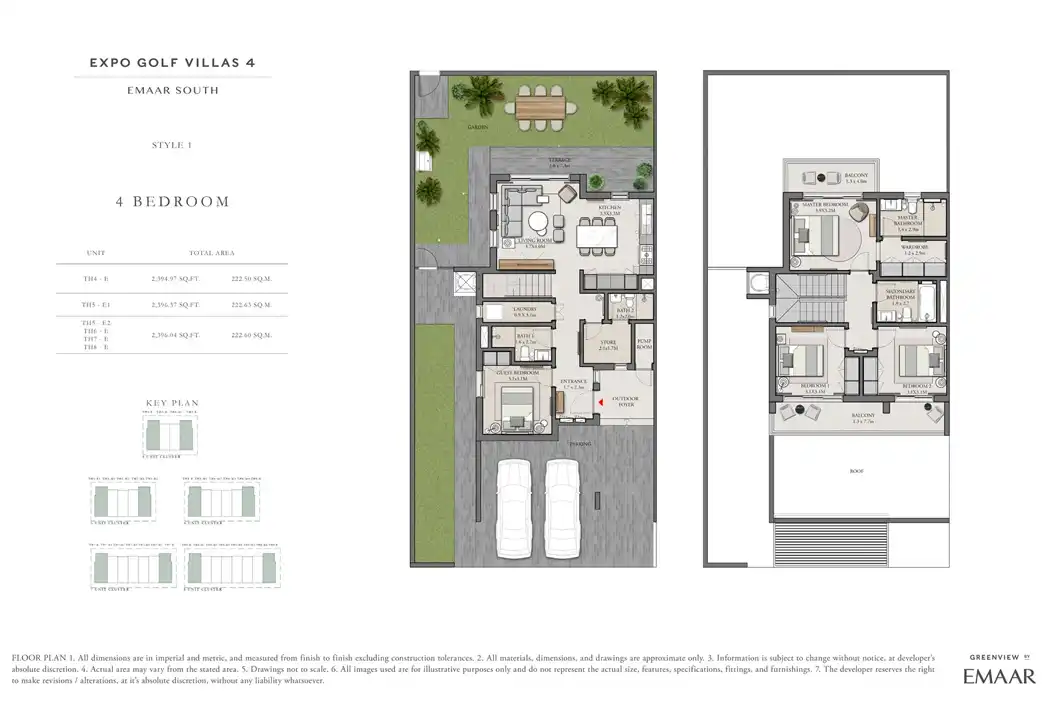 EXPO GOLF VILLAS 4
EMAAR SOUTH
STYLE 1
4 BEDROOM
UNIT TOTAL AREA
TH4 - E 2,394.97 SQ.FT. 222.50 SQ.M.
TH5 - E1 2,396.37 SQ.FT. 222.63 SQ.M.
TH5 - E2
TH6 - E
TH7 - E
TH8 - E
2,396.04 SQ.FT. 222.60 SQ.M.
KEY PLAN
GARDEN
TERRACE
KITCHEN
LIVING ROOM
LAUNDRY
BATH 2
BATH 1
STORE
PUMP
ROOM
GUEST BEDROOM
ENTRANCE
OUTDOOR
FOYER
PARKING
BALCONY
MASTER BEDROOM
MASTER
BATHROOM
WARDROBE
SECONDARY
BATHROOM
BEDROOM 1
BEDROOM 2
BALCONY
ROOF
FLOOR PLAN 1. All dimensions are in imperial and metric, and measured from finish to finish excluding construction tolerances. 2. All materials, dimensions, and drawings are approximate only. 3. Information is subject to change without notice, at developer's
absolute discretion. 4. Actual area may vary from the stated area. 5. Drawings not to scale. 6. All images used are for illustrative purposes only and do not represent the actual size, features, specifications, fittings, and furnishings. 7. The developer reserves the right
to make revisions / alterations, at it's absolute discretion, without any liability whatsoever.
GREENVIEW BY
EMAAR